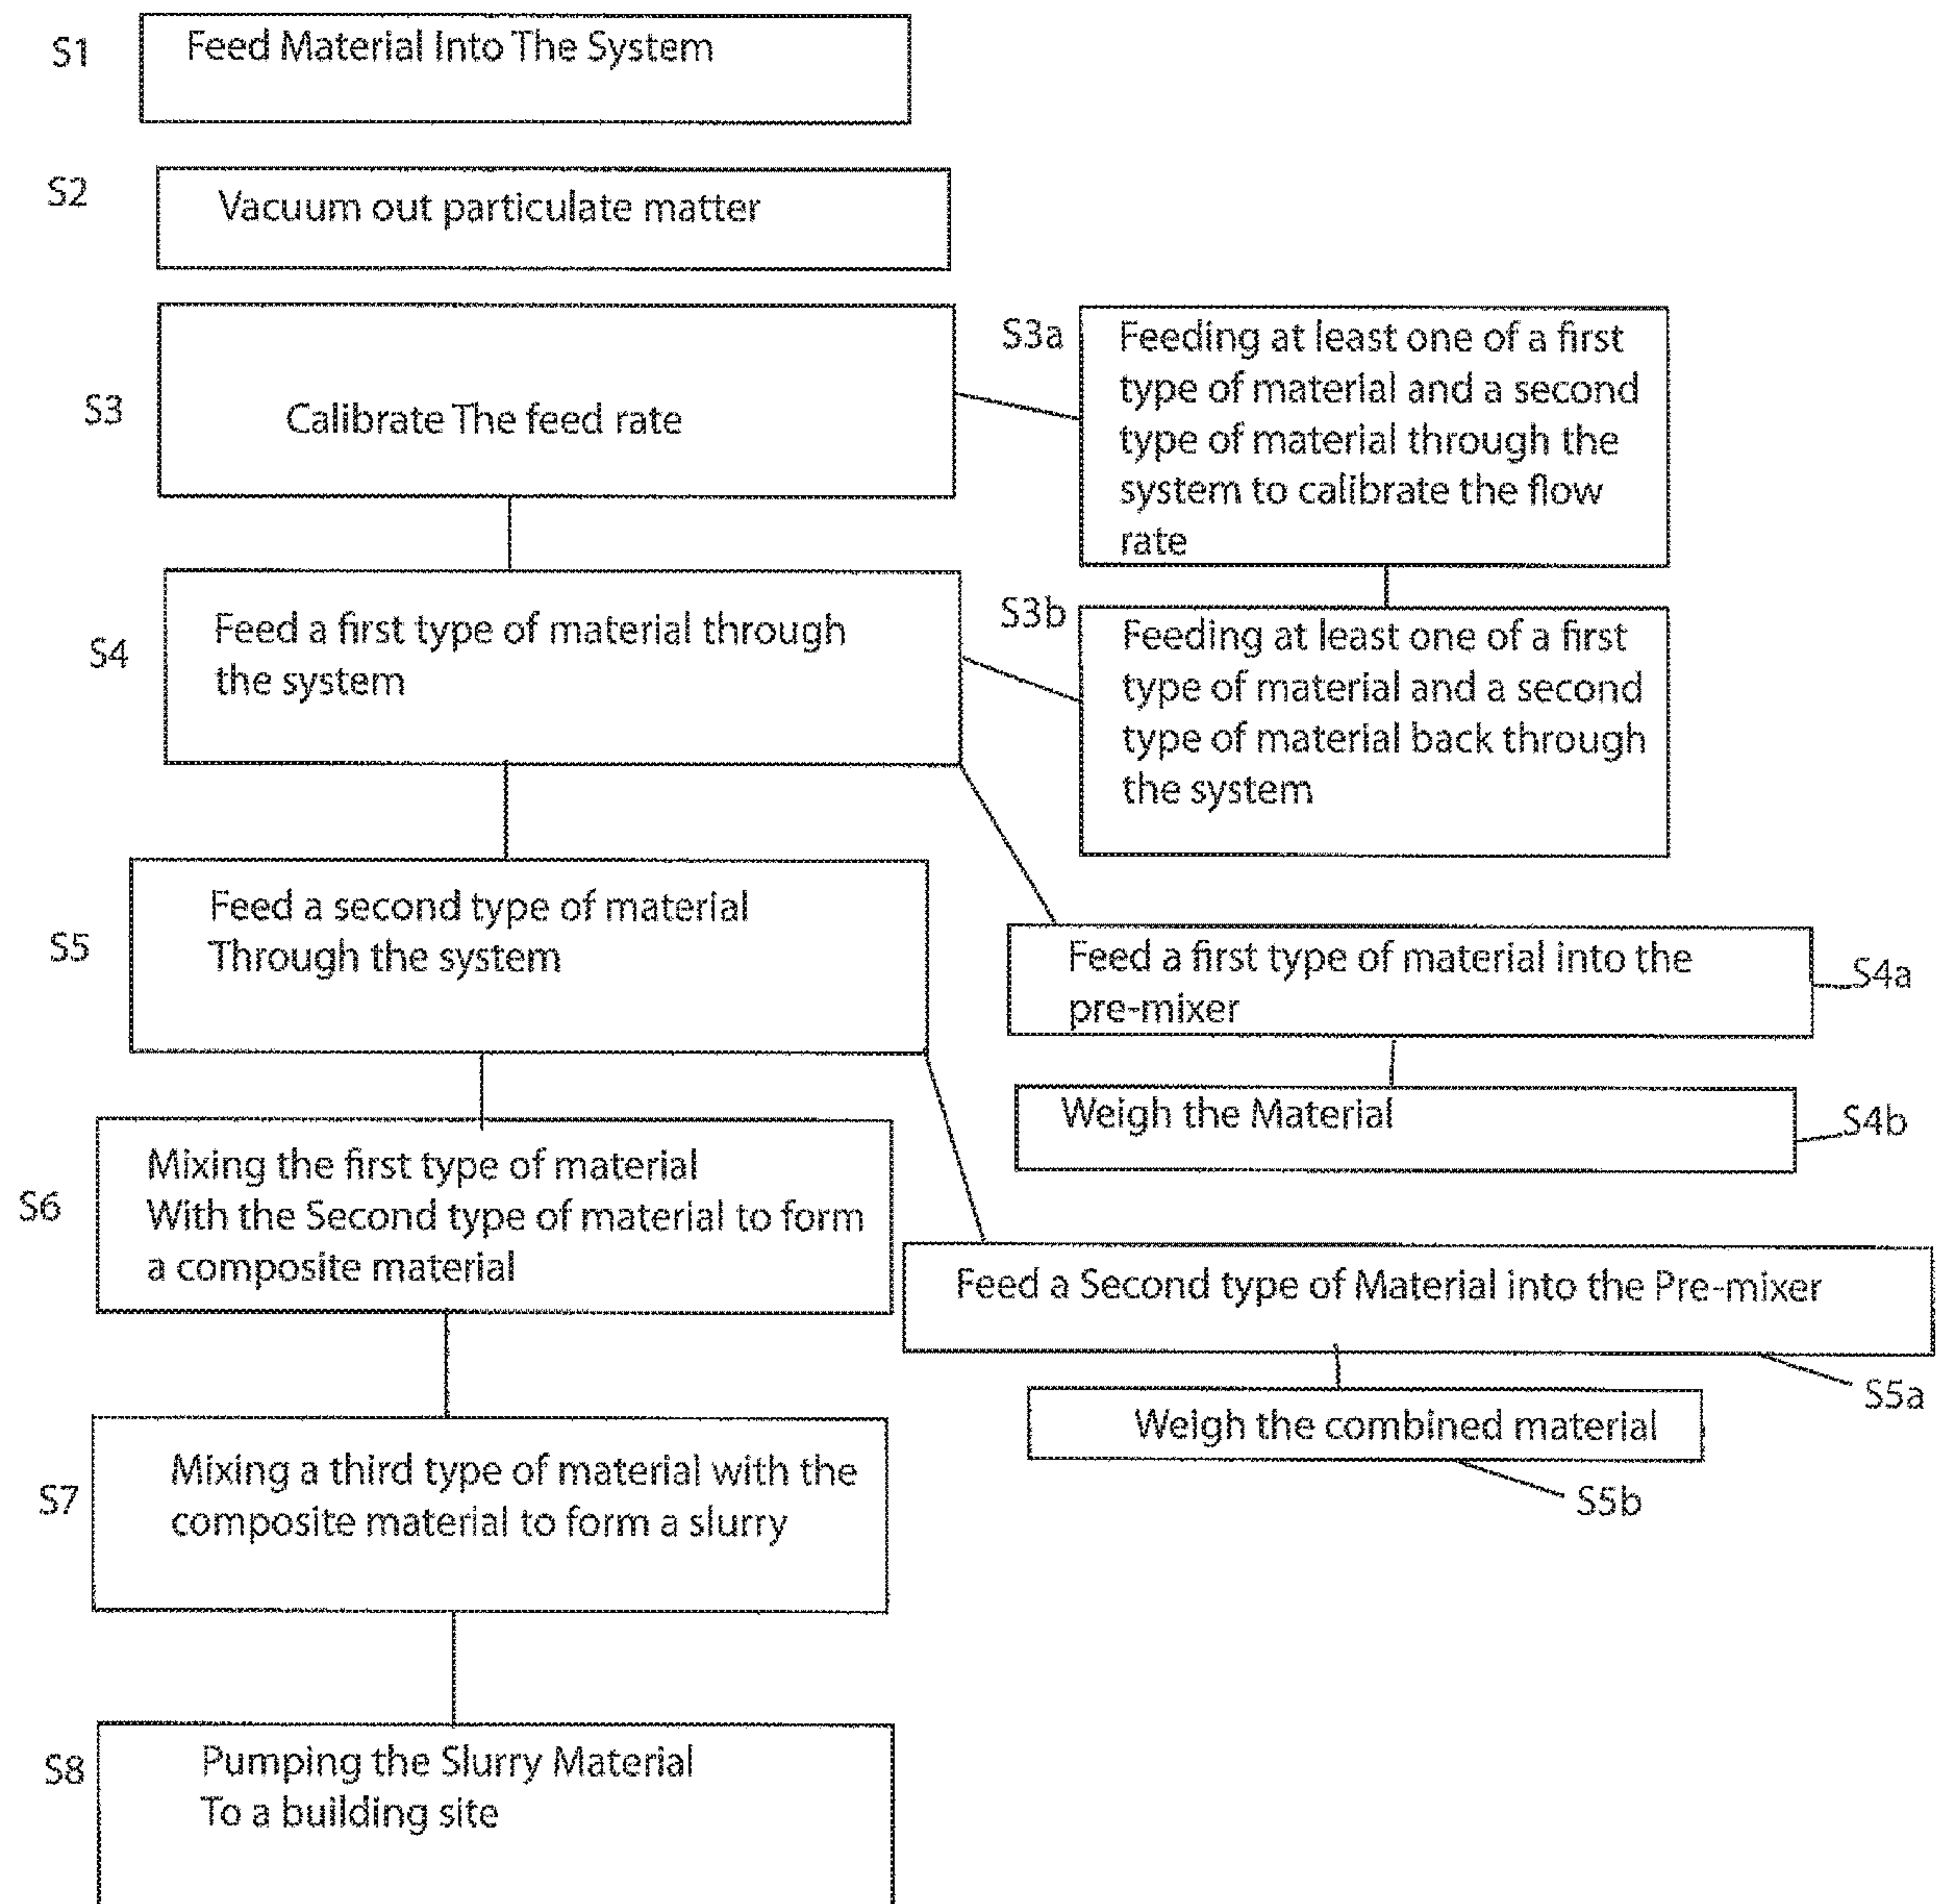 S1
Feed Material Into The System
S2
Vacuum out particulate matter
S3
Calibrate The feed rate
S3a
Feeding at least one of a first
type of material and a second
type of material through the
system to calibrate the flow
rate
S4
Feed a first type of material through
the system
S3b
Feeding at least one of a first
type of material and a second
type of material back through
the system
S5
Feed a second type of material
Through the system
Feed a first type of material into the
pre-mixer
S4a
Weigh the Material
S4b
S6
Mixing the first type of material
With the Second type of material to form
a composite material
Feed a Second type of Material into the Pre-mixer
S5a
Weigh the combined material
S5b
S7
Mixing a third type of material with the
composite material to form a slurry
S8
Pumping the Slurry Material
To a building site